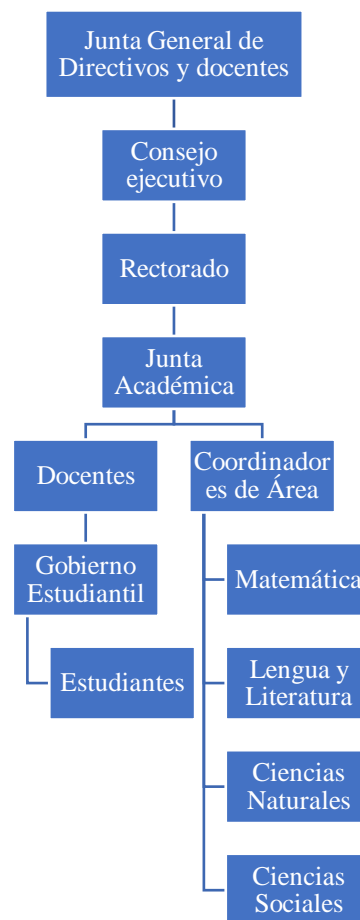 Junta General de
Directivos y docentes
Consejo
ejecutivo
Rectorado
Junta
Académica
Docentes
Coordinador
es de Área
Gobierno
Estudiantil
Matemática
Estudiantes
Lengua y
Literatura
Ciencias
Naturales
Ciencias
Sociales